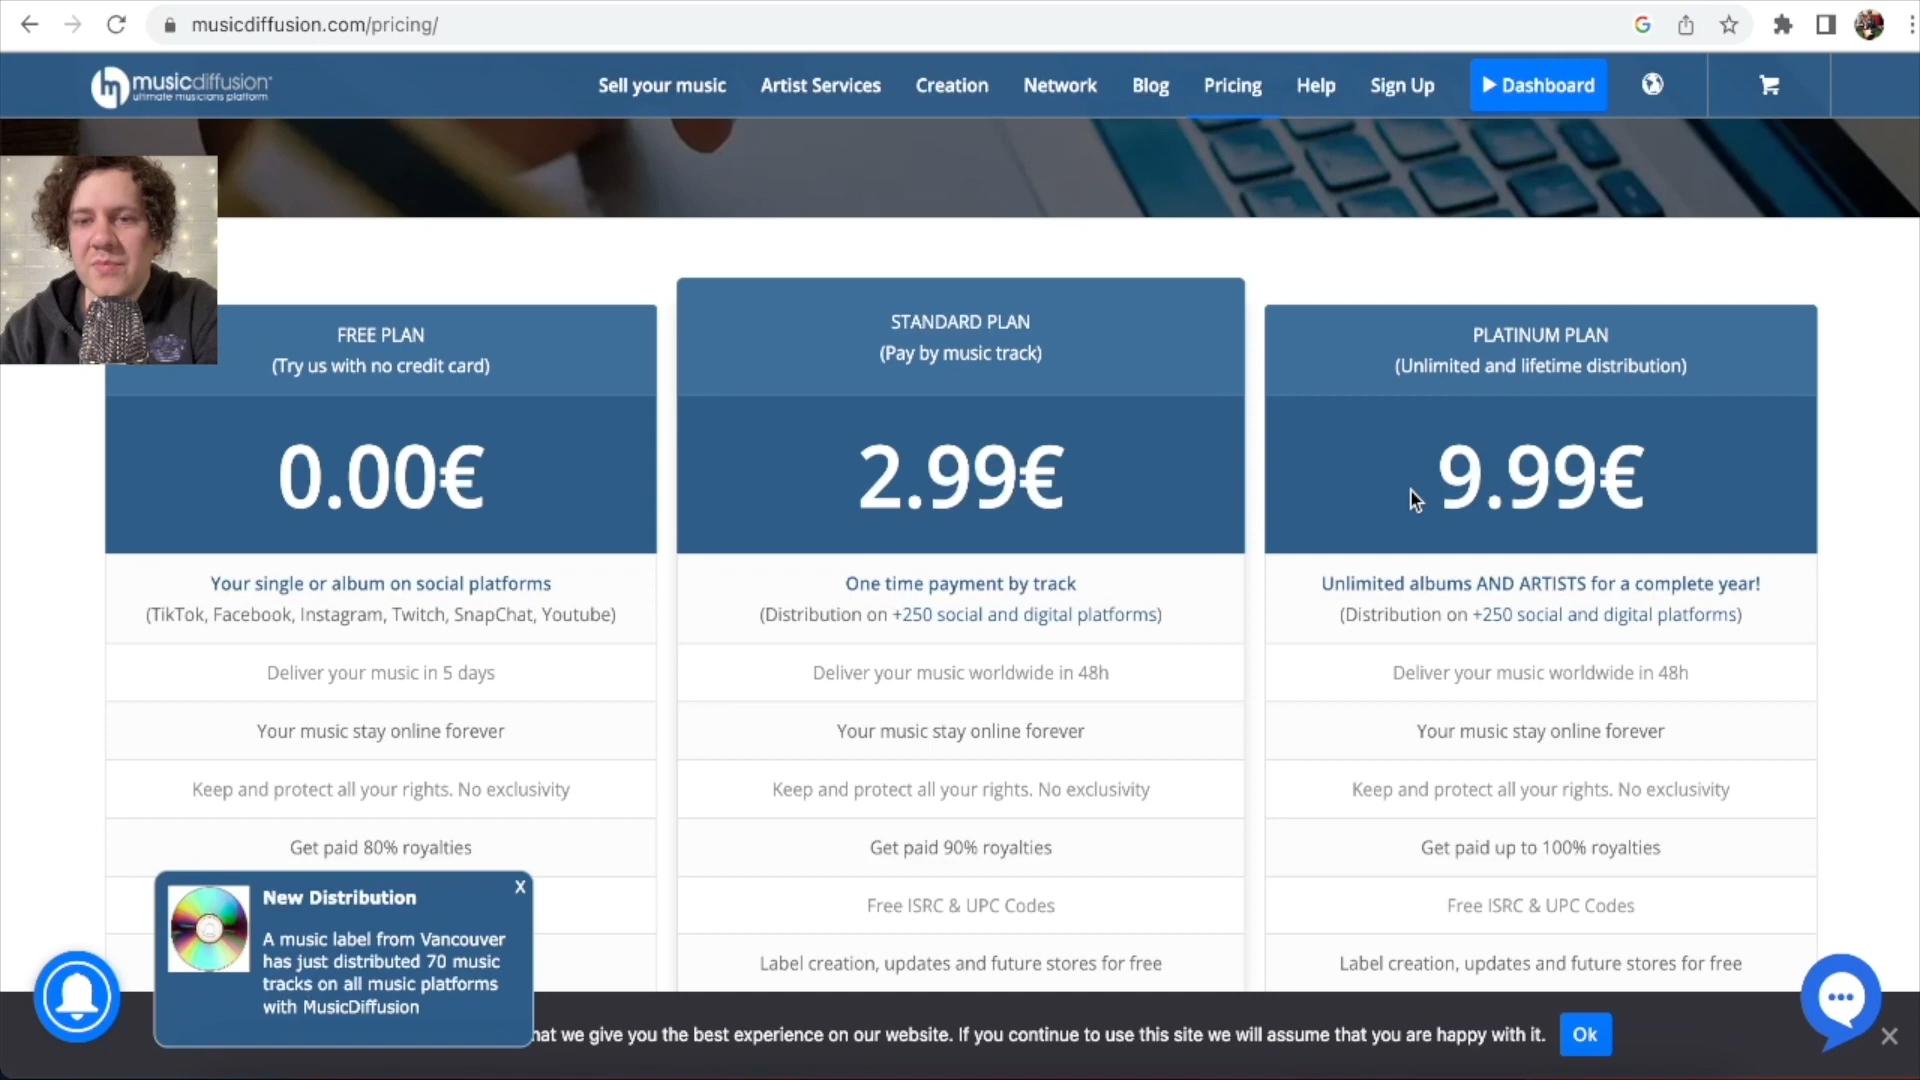 musicdiffusion.com/pricing/
musicdiffusion
ultimate musicians platform
Sell your music
Artist Services
Creation
Network
Blog
Pricing
Help
Sign Up
Dashboard
FREE PLAN
(Try us with no credit card)
0.00€
Your single or album on social platforms
(TikTok, Facebook, Instagram, Twitch, SnapChat, Youtube)
Deliver your music in 5 days
Your music stay online forever
Keep and protect all your rights. No exclusivity
Get paid 80% royalties
STANDARD PLAN
(Pay by music track)
2.99€
One time payment by track
(Distribution on +250 social and digital platforms)
Deliver your music worldwide in 48h
Your music stay online forever
Keep and protect all your rights. No exclusivity
Get paid 90% royalties
Free ISRC & UPC Codes
Label creation, updates and future stores for free
PLATINUM PLAN
(Unlimited and lifetime distribution)
9.99€
Unlimited albums AND ARTISTS for a complete year!
(Distribution on +250 social and digital platforms)
Deliver your music worldwide in 48h
Your music stay online forever
Keep and protect all your rights. No exclusivity
Get paid up to 100% royalties
Free ISRC & UPC Codes
Label creation, updates and future stores for free
New Distribution
X
A music label from Vancouver
has just distributed 70 music
tracks on all music platforms
with MusicDiffusion
we give you the best experience on our website. If you continue to use this site we will assume that you are happy with it.
Ok